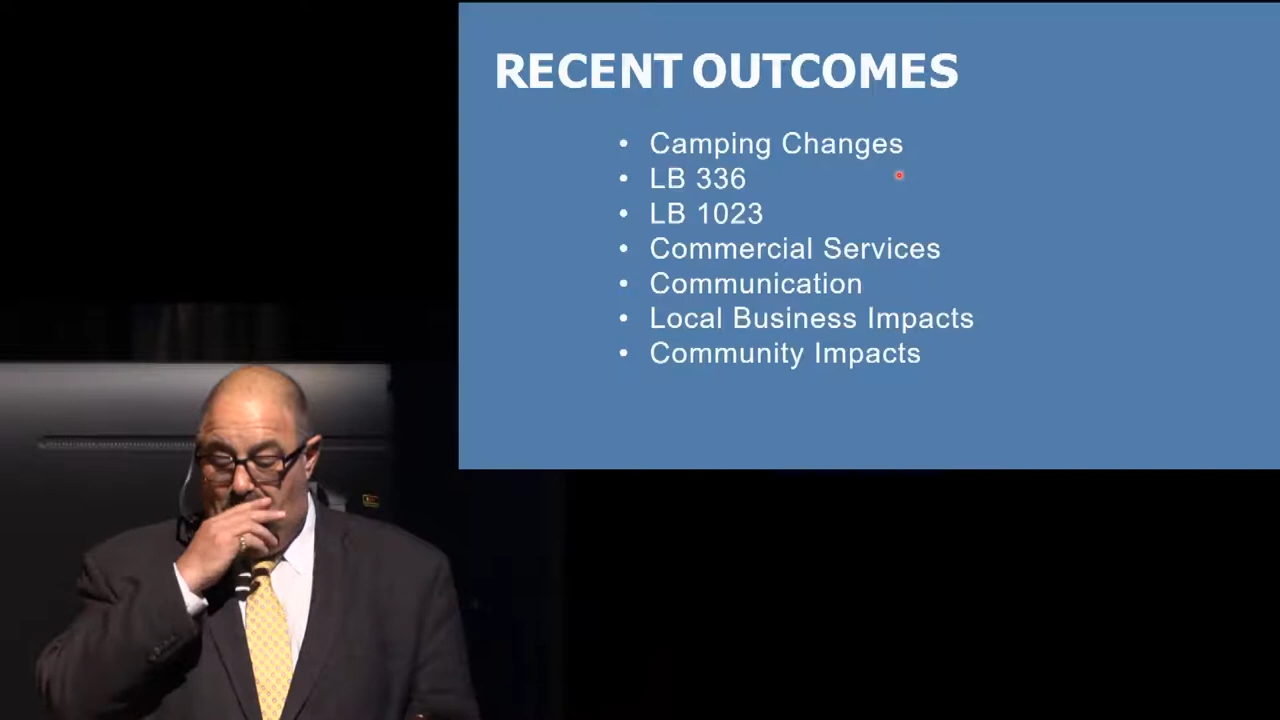 RECENT OUTCOMES
• Camping Changes
• LB 336
• LB 1023
• Commercial Services
• Communication
• Local Business Impacts
• Community Impacts